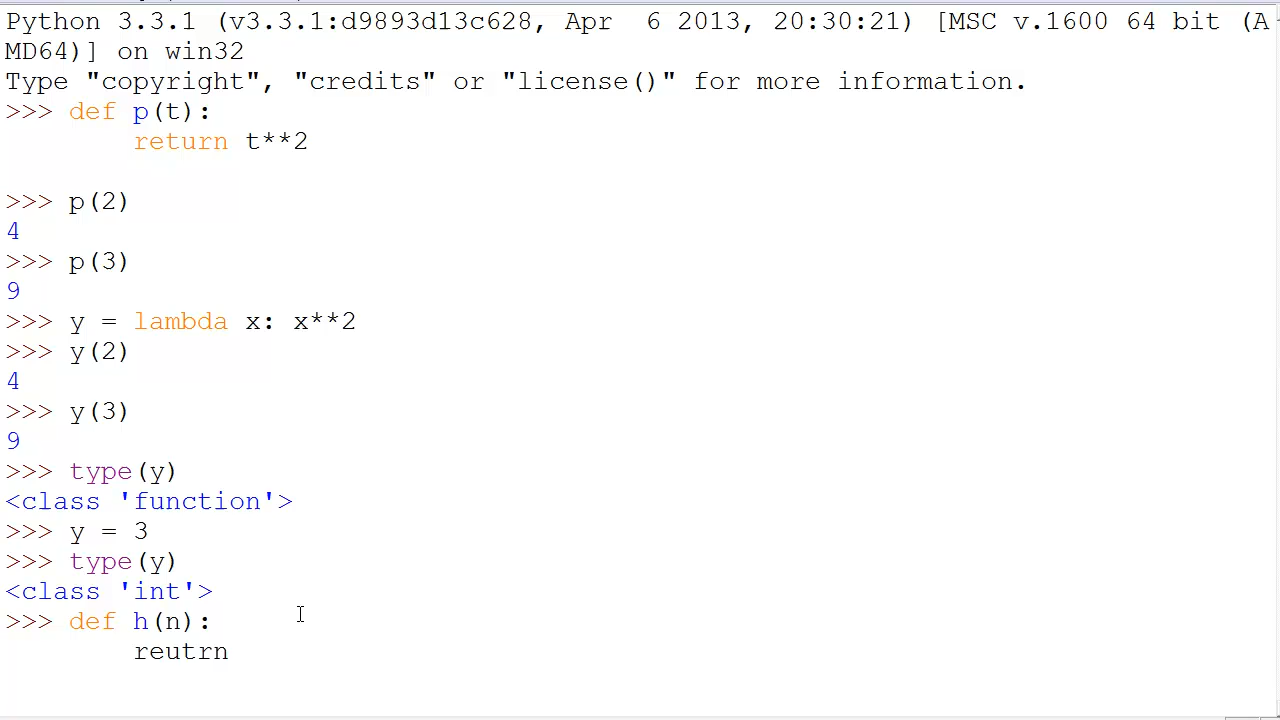 Python 3.3.1 (v3.3.1:d9893d13c628, Apr  6 2013, 20:30:21) [MSC v.1600 64 bit (A
MD64)] on win32
Type "copyright", "credits" or "license()" for more information.
>>> def p(t):
        return t**2
>>> p(2)
4
>>> p(3)
9
>>> y = lambda x: x**2
>>> y(2)
4
>>> y(3)
9
>>> type(y)
<class 'function'>
>>> y = 3
>>> type(y)
<class 'int'>
>>> def h(n):
        reutrn